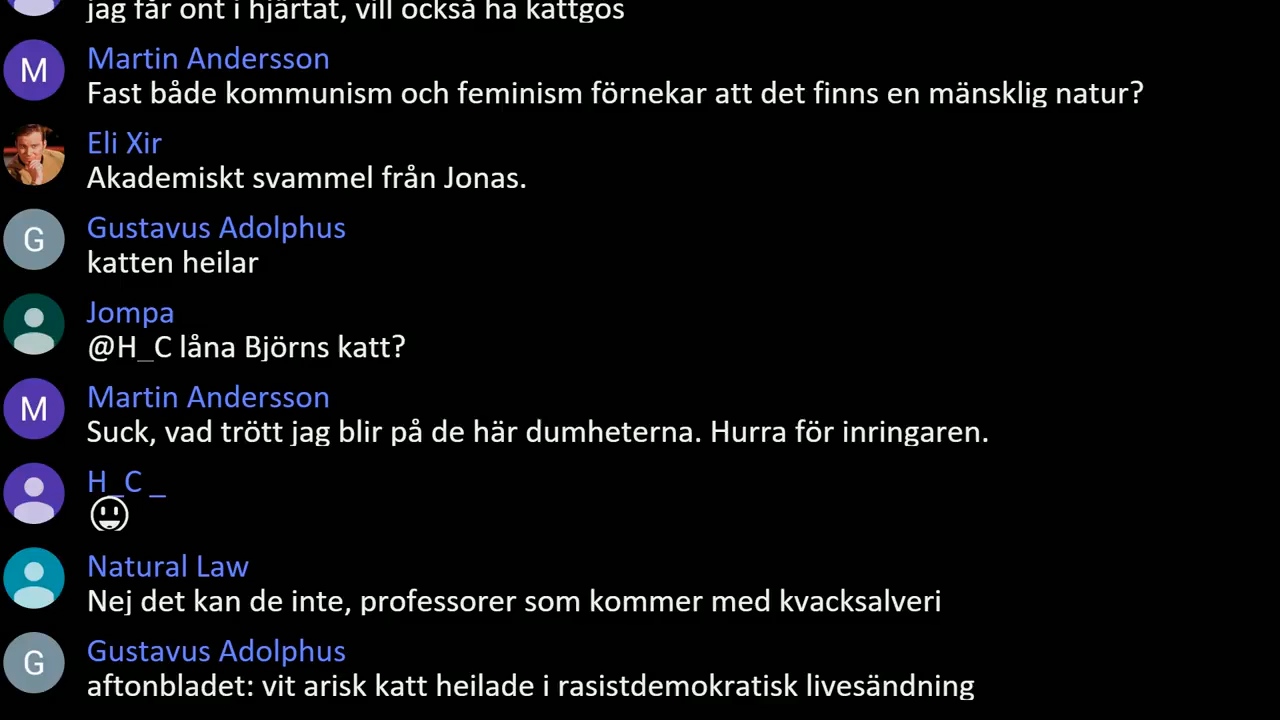 jag får ont i hjärtat, vill också ha kattgos
M
Martin Andersson
Fast både kommunism och feminism förnekar att det finns en mänsklig natur?
Eli Xir
Akademiskt svammel från Jonas.
G
Gustavus Adolphus
katten heilar
Jompa
@H_C låna Björns katt?
M
Martin Andersson
Suck, vad trött jag blir på de här dumheterna. Hurra för inringaren.
H_C _
😃
Natural Law
Nej det kan de inte, professorer som kommer med kvacksalveri
G
Gustavus Adolphus
aftonbladet: vit arisk katt heilade i rasistdemokratisk livesändning